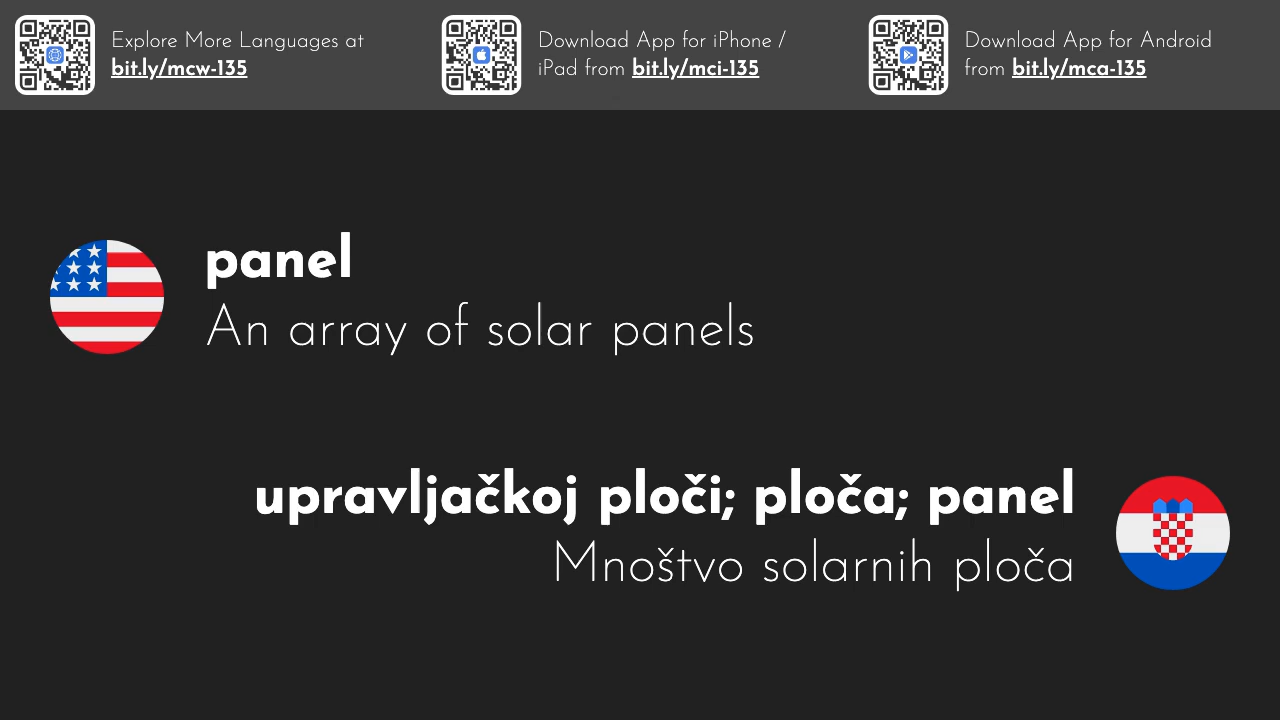 Explore More Languages at
bit.ly/mcw-135
Download App for iPhone /
iPad from bit.ly/mci-135
Download App for Android
from bit.ly/mca-135
panel
An array of solar panels
upravljačkoj ploči; ploča; panel
Mnoštvo solarnih ploča